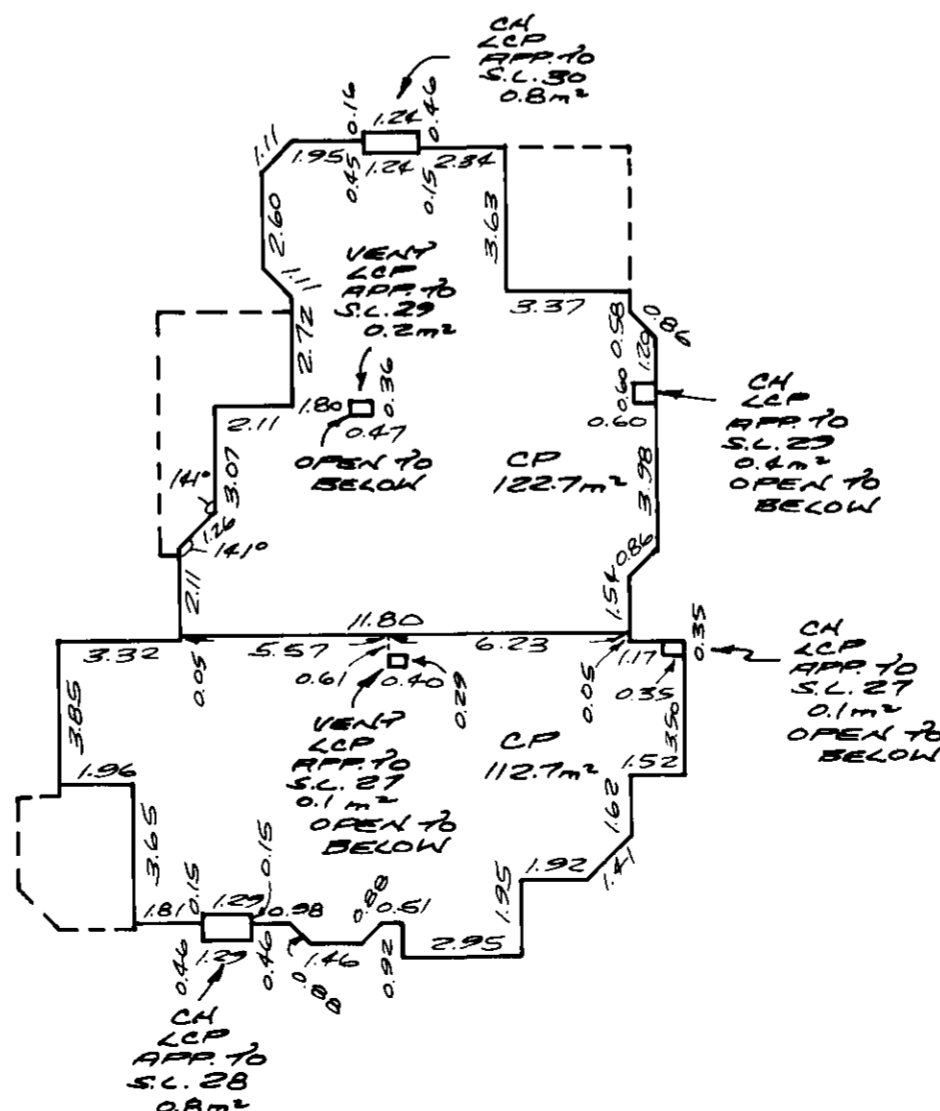 CH
LCP
APP. TO
S.L. 30
0.8m²
0.16
1.24
0.46
1.11
1.95
0.45
1.24
0.15
2.34
2.60
3.63
1.11
VENT
LCP
APP. TO
S.L. 29
0.2m²
3.37
0.58
0.86
1.20
2.72
0.36
0.60
0.60
1.80
2.11
0.47
OPEN TO
BELOW
CH
LCP
APP. TO
S.L. 29
0.4m²
OPEN TO
BELOW
CP
122.7m²
3.98
141°
3.07
1.26
141°
0.86
2.11
1.54
11.80
5.57
6.23
3.32
0.05
0.61
0.40
0.29
0.05
1.17
0.35
0.35
CH
LCP
APP. TO
S.L. 27
0.1m²
OPEN TO
BELOW
3.85
VENT
LCP
APP. TO
S.L. 27
0.1m²
OPEN TO
BELOW
CP
112.7m²
3.50
1.52
1.96
1.62
3.65
1.92
1.41
1.95
0.15
1.29
0.15
1.81
0.98
0.88
0.51
0.46
1.29
0.46
0.88
1.46
0.92
2.95
CH
LCP
APP. TO
S.L. 28
0.8m²